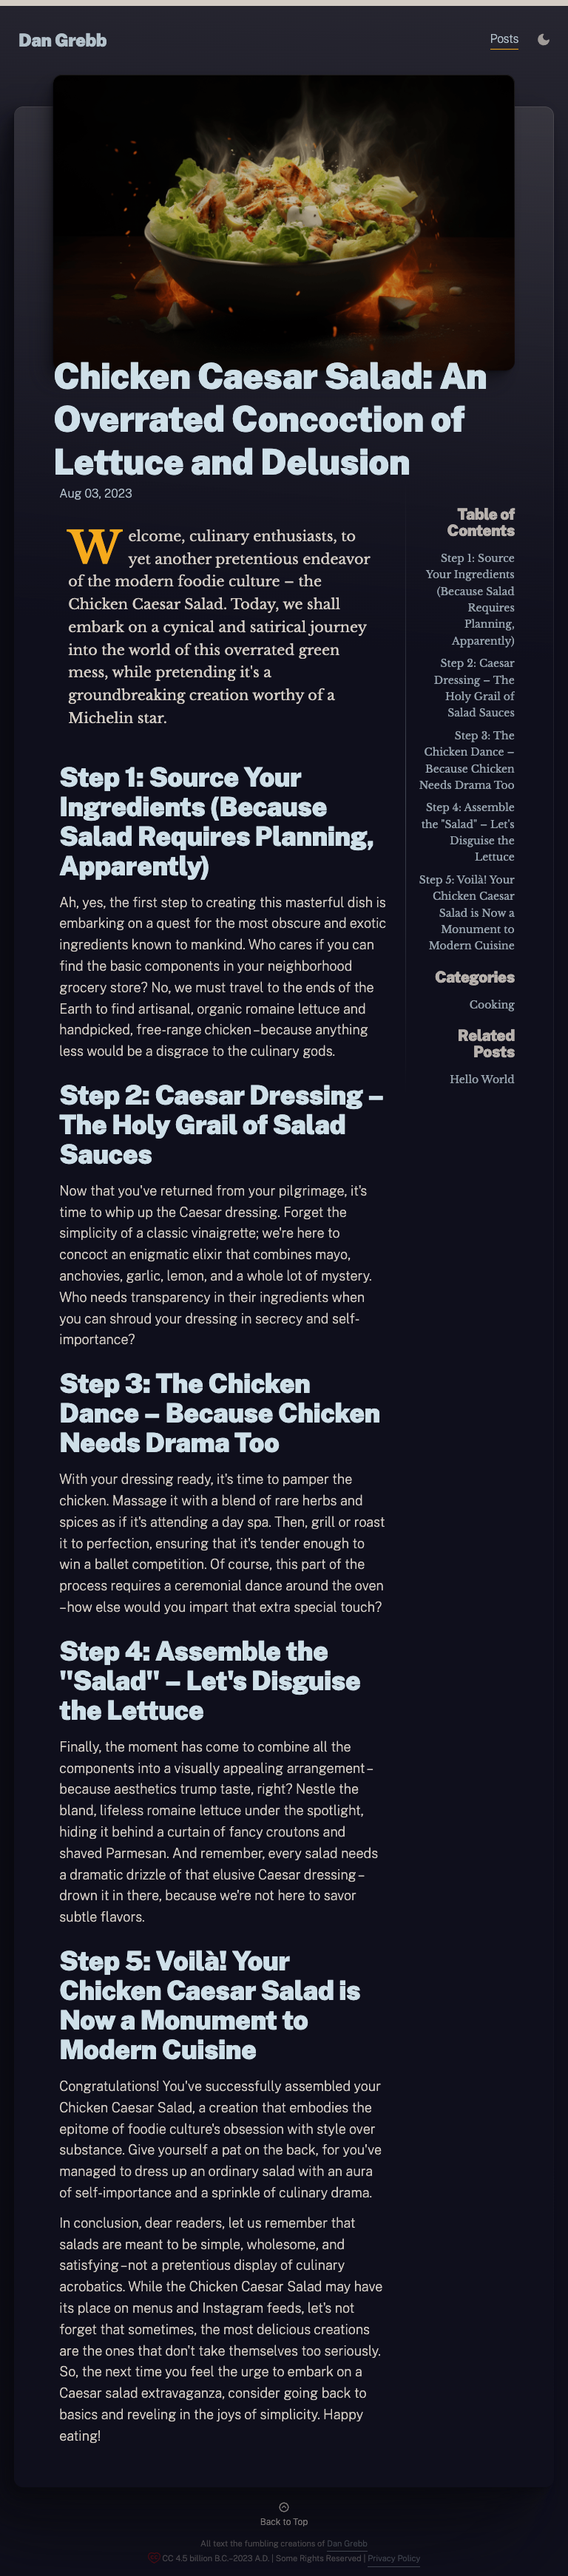 Dan Grebb
Posts
Chicken Caesar Salad: An
Overrated Concoction of
Lettuce and Delusion
Aug 03, 2023
Welcome, culinary enthusiasts, to
yet another pretentious endeavor
of the modern foodie culture – the
Chicken Caesar Salad. Today, we shall
embark on a cynical and satirical journey
into the world of this overrated green
mess, while pretending it's a
groundbreaking creation worthy of a
Michelin star.
Step 1: Source Your
Ingredients (Because
Salad Requires Planning,
Apparently)
Ah, yes, the first step to creating this masterful dish is
embarking on a quest for the most obscure and exotic
ingredients known to mankind. Who cares if you can
find the basic components in your neighborhood
grocery store? No, we must travel to the ends of the
Earth to find artisanal, organic romaine lettuce and
handpicked, free-range chicken – because anything
less would be a disgrace to the culinary gods.
Step 2: Caesar Dressing –
The Holy Grail of Salad
Sauces
Now that you've returned from your pilgrimage, it's
time to whip up the Caesar dressing. Forget the
simplicity of a classic vinaigrette; we're here to
concoct an enigmatic elixir that combines mayo,
anchovies, garlic, lemon, and a whole lot of mystery.
Who needs transparency in their ingredients when
you can shroud your dressing in secrecy and self-
importance?
Step 3: The Chicken
Dance – Because Chicken
Needs Drama Too
With your dressing ready, it's time to pamper the
chicken. Massage it with a blend of rare herbs and
spices as if it's attending a day spa. Then, grill or roast
it to perfection, ensuring that it's tender enough to
win a ballet competition. Of course, this part of the
process requires a ceremonial dance around the oven
– how else would you impart that extra special touch?
Step 4: Assemble the
"Salad" – Let's Disguise
the Lettuce
Finally, the moment has come to combine all the
components into a visually appealing arrangement –
because aesthetics trump taste, right? Nestle the
bland, lifeless romaine lettuce under the spotlight,
hiding it behind a curtain of fancy croutons and
shaved Parmesan. And remember, every salad needs
a dramatic drizzle of that elusive Caesar dressing –
drown it in there, because we're not here to savor
subtle flavors.
Step 5: Voilà! Your
Chicken Caesar Salad is
Now a Monument to
Modern Cuisine
Congratulations! You've successfully assembled your
Chicken Caesar Salad, a creation that embodies the
epitome of foodie culture's obsession with style over
substance. Give yourself a pat on the back, for you've
managed to dress up an ordinary salad with an aura
of self-importance and a sprinkle of culinary drama.
In conclusion, dear readers, let us remember that
salads are meant to be simple, wholesome, and
satisfying – not a pretentious display of culinary
acrobatics. While the Chicken Caesar Salad may have
its place on menus and Instagram feeds, let's not
forget that sometimes, the most delicious creations
are the ones that don't take themselves too seriously.
So, the next time you feel the urge to embark on a
Caesar salad extravaganza, consider going back to
basics and reveling in the joys of simplicity. Happy
eating!
Table of
Contents
Step 1: Source
Your Ingredients
(Because Salad
Requires
Planning,
Apparently)
Step 2: Caesar
Dressing – The
Holy Grail of
Salad Sauces
Step 3: The
Chicken Dance –
Because Chicken
Needs Drama Too
Step 4: Assemble
the "Salad" – Let's
Disguise the
Lettuce
Step 5: Voilà! Your
Chicken Caesar
Salad is Now a
Monument to
Modern Cuisine
Categories
Cooking
Related
Posts
Hello World
Back to Top
All text the fumbling creations of Dan Grebb
CC 4.5 billion B.C.–2023 A.D. | Some Rights Reserved | Privacy Policy